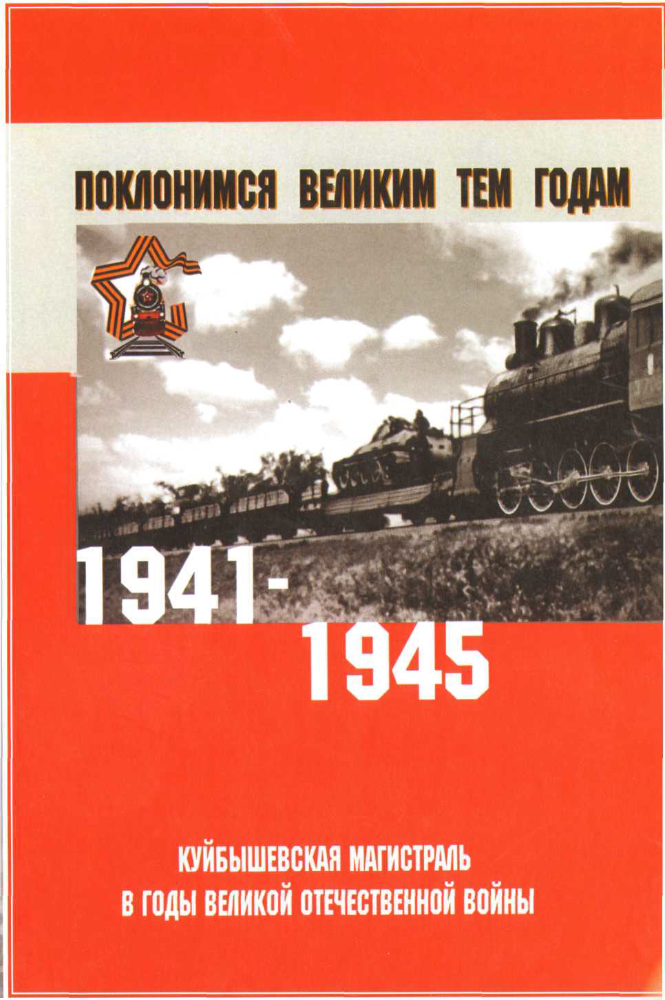 ПОКЛОНИМСЯ ВЕЛИКИМ ТЕМ ГОДАМ
1941-
1945
КУЙБЫШЕВСКАЯ МАГИСТРАЛЬ
В ГОДЫ ВЕЛИКОЙ ОТЕЧЕСТВЕННОЙ ВОЙНЫ